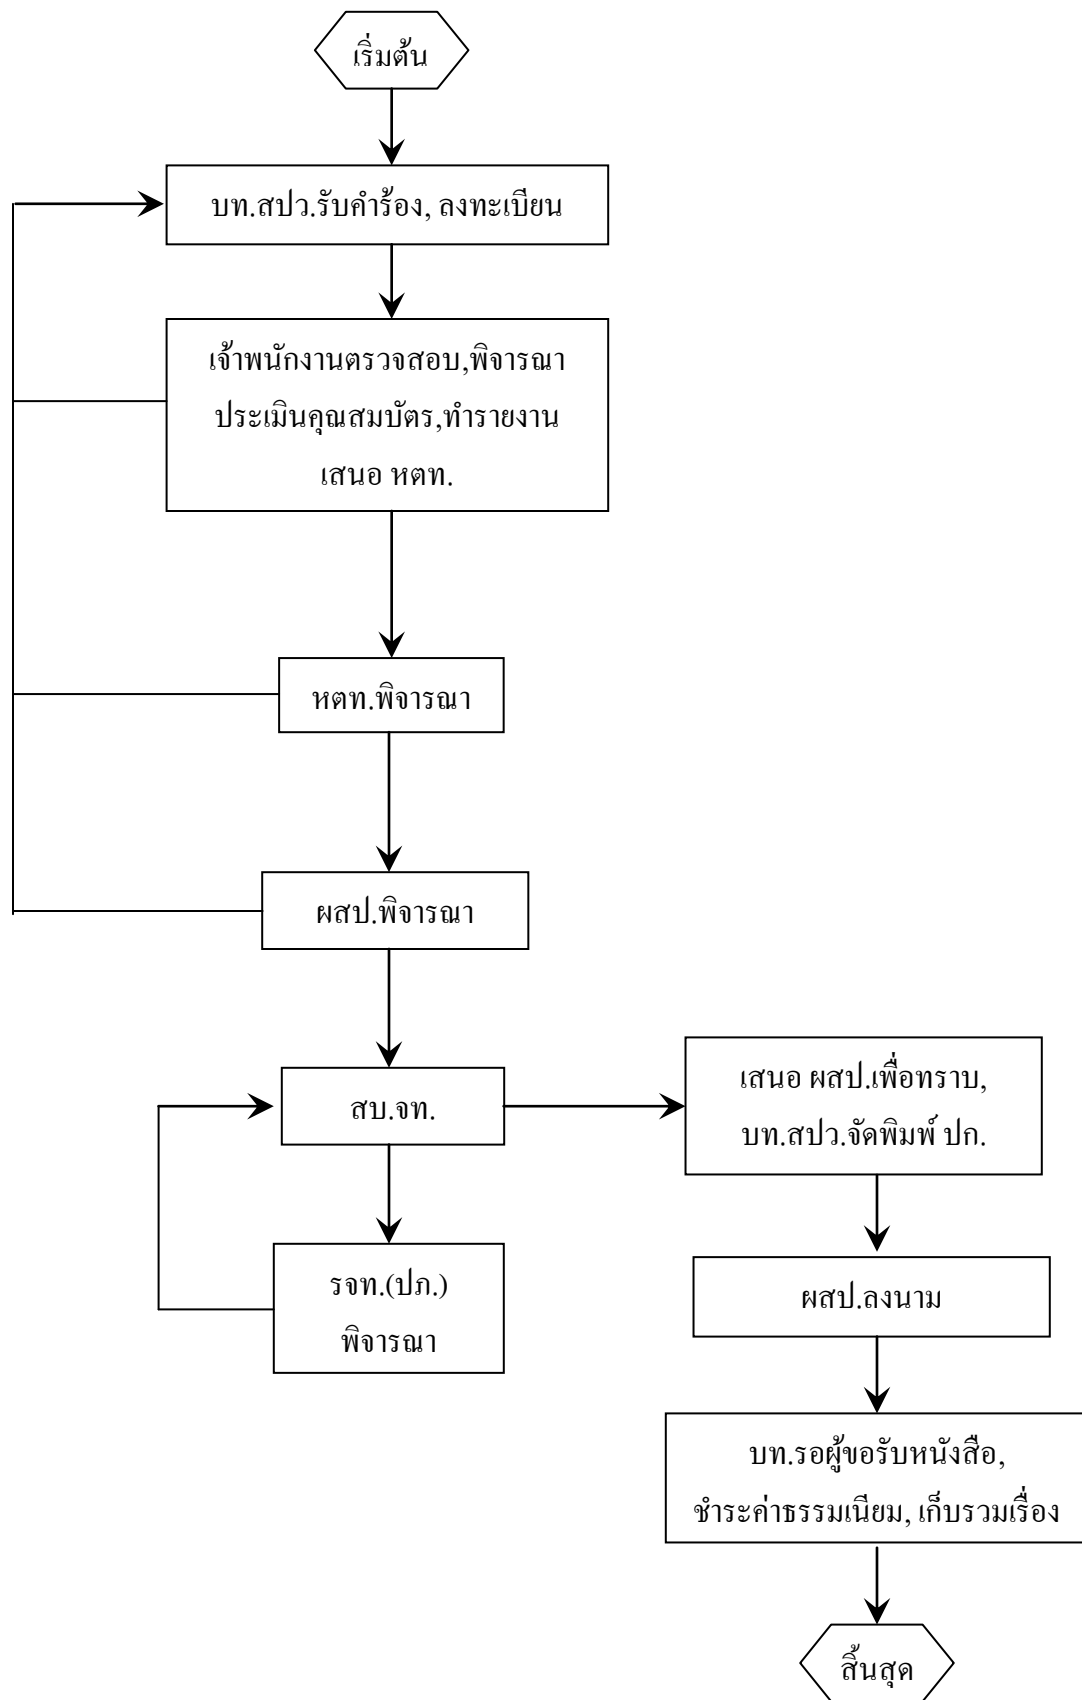 เริ่มต้น
บท.สปว.รับคำร้อง, ลงทะเบียน
เจ้าพนักงานตรวจสอบ,พิจารณา
ประเมินคุณสมบัตร,ทำรายงาน
เสนอ หตท.
หตท.พิจารณา
ผสป.พิจารณา
สบ.จท.
รจท.(ปภ.)
พิจารณา
เสนอ ผสป.เพื่อทราบ,
บท.สปว.จัดพิมพ์ ปก.
ผสป.ลงนาม
บท.รอผู้ขอรับหนังสือ,
ชำระค่าธรรมเนียม, เก็บรวมเรื่อง
สิ้นสุด